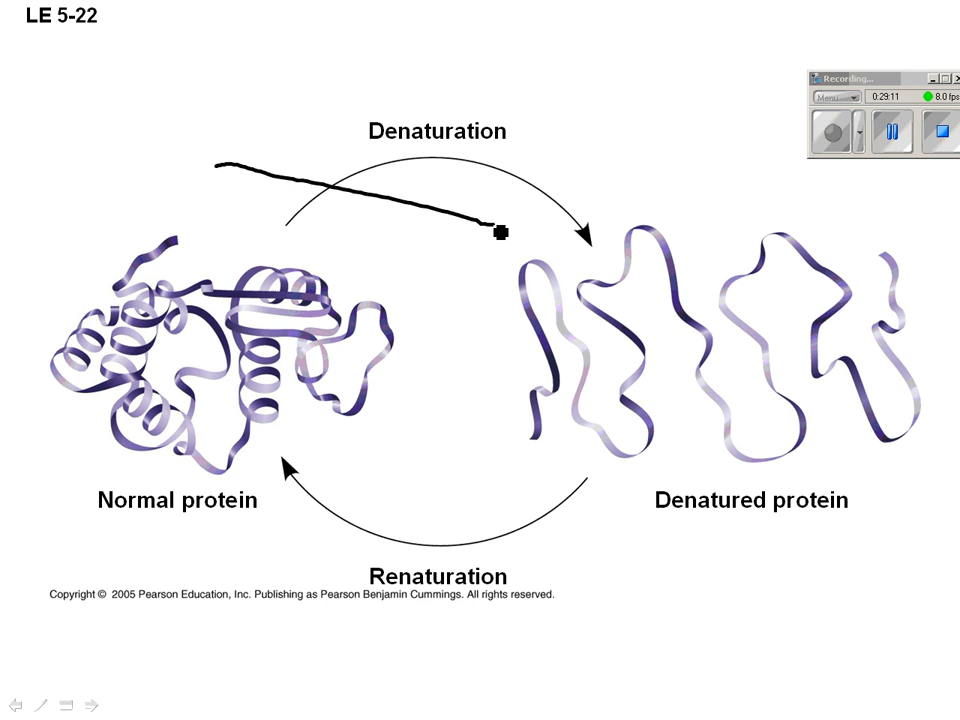 LE 5-22
Recording...
Menu
0:29:11
8.0 fps
Denaturation
Normal protein
Denatured protein
Renaturation
Copyright © 2005 Pearson Education, Inc. Publishing as Pearson Benjamin Cummings. All rights reserved.